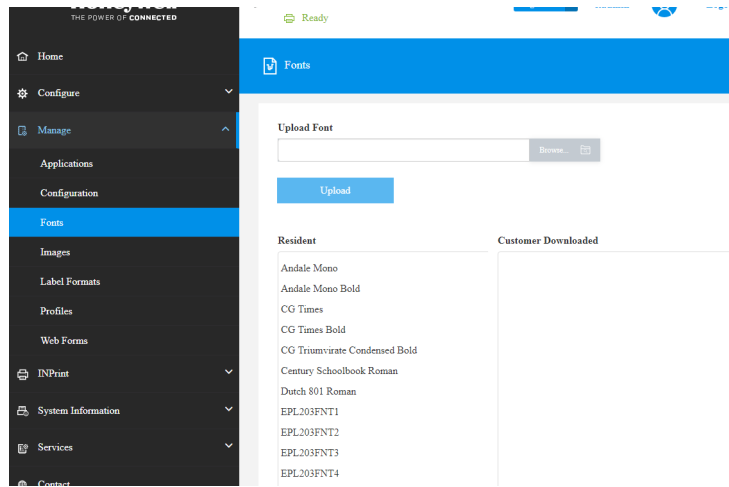 THE POWER OF CONNECTED
Ready
Home
Fonts
Configure
Manage
Upload Font
Browse...
Applications
Configuration
Upload
Fonts
Resident
Customer Downloaded
Images
Andale Mono
Label Formats
Andale Mono Bold
Profiles
CG Times
CG Times Bold
Web Forms
CG Triumvirate Condensed Bold
INPrint
Century Schoolbook Roman
Dutch 801 Roman
System Information
EPL203FNT1
EPL203FNT2
Services
EPL203FNT3
EPL203FNT4
Contact